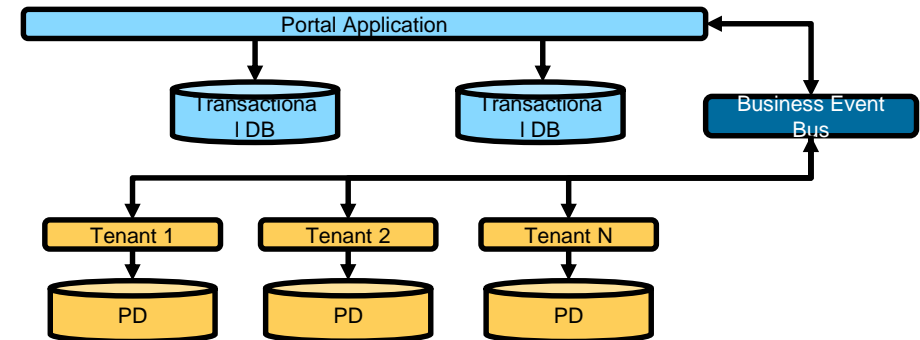 Portal Application
Transactiona
l DB
Transactiona
l DB
Business Event
Bus
Tenant 1
Tenant 2
Tenant N
PD
PD
PD